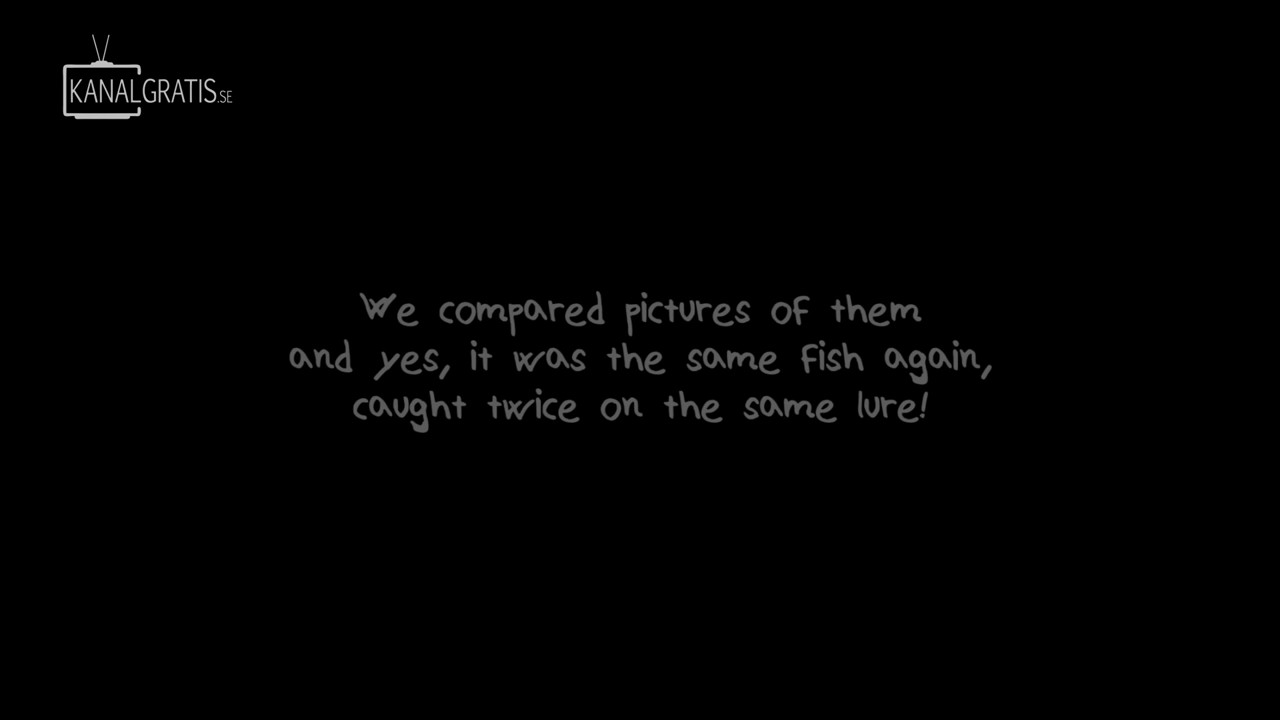 KANALGRATIS.SE
We compared pictures of them
and yes, it was the same fish again,
caught twice on the same lure!